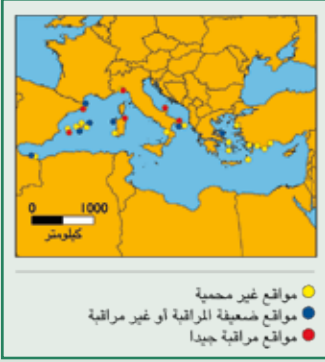 0 1000
كيلومتر
مواقع غير محمية
مواقع ضعيفة المراقبة أو غير مراقبة
مواقع مراقبة جيدا